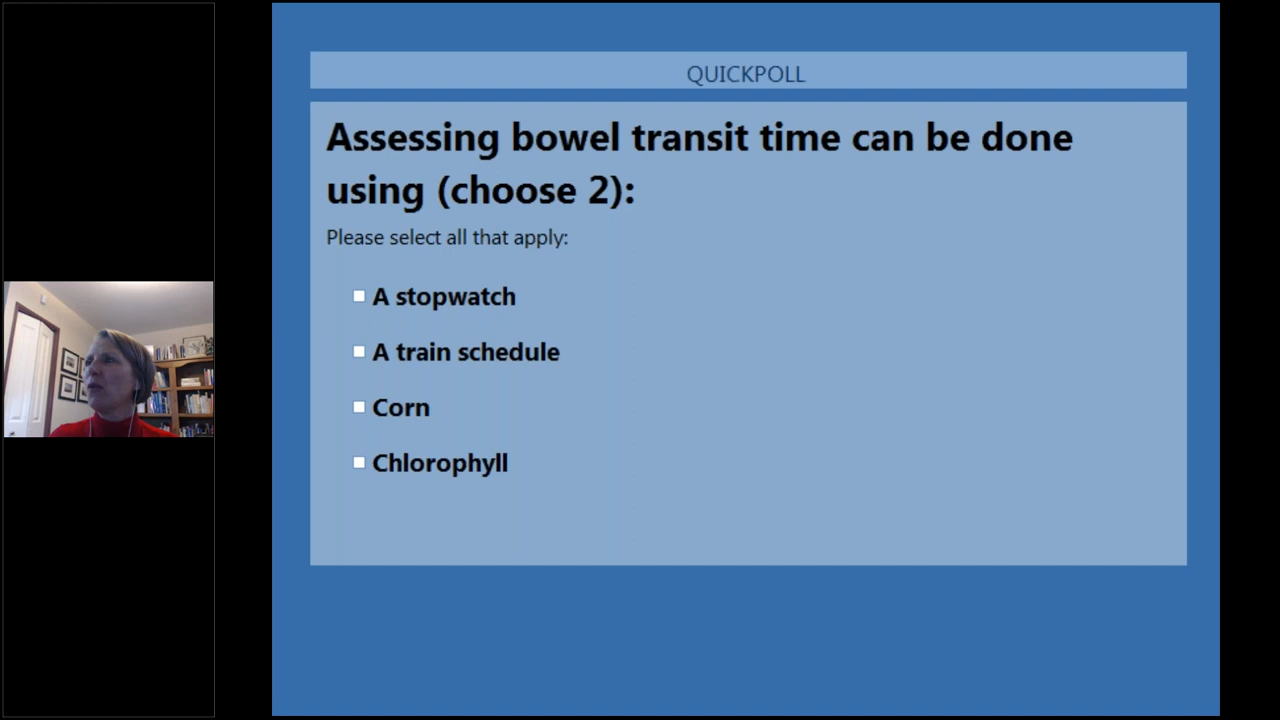 QUICKPOLL
Assessing bowel transit time can be done
using (choose 2):
Please select all that apply:
A stopwatch
A train schedule
Corn
Chlorophyll